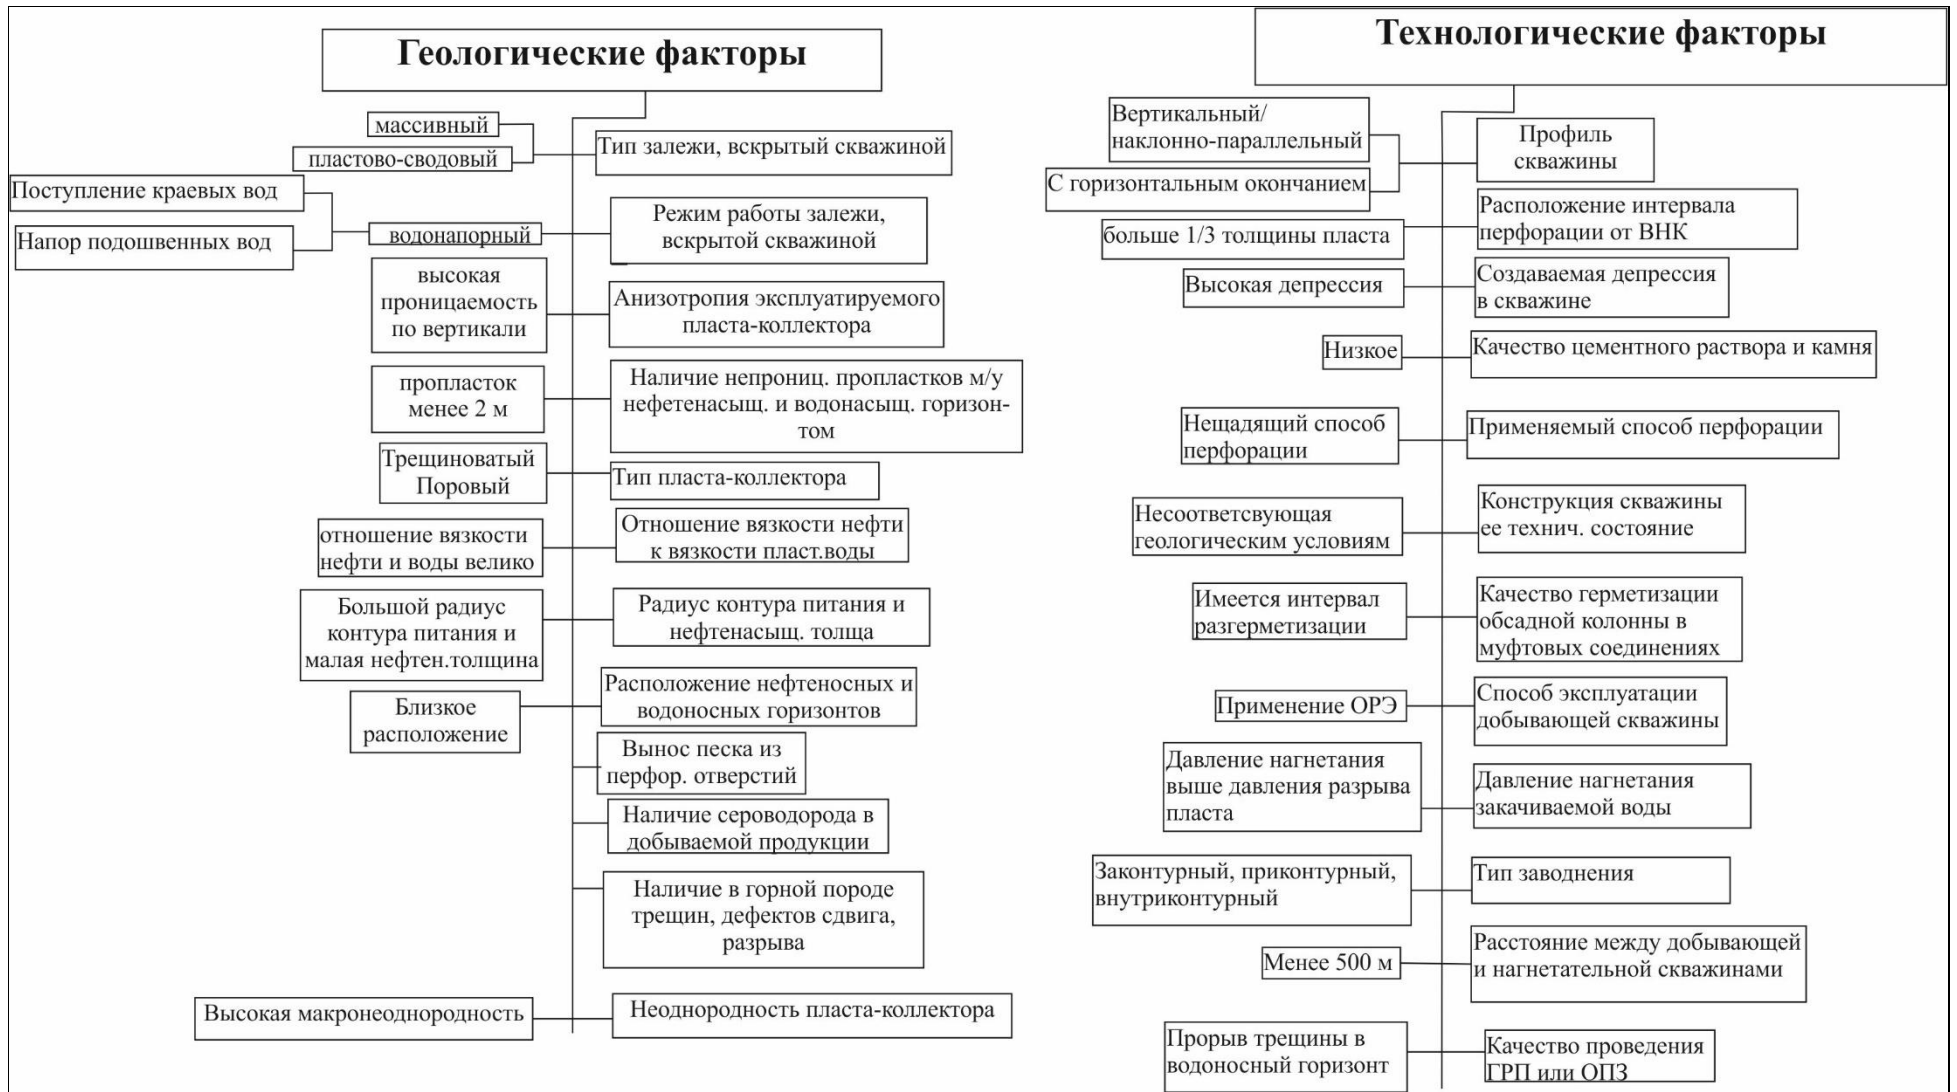 Геологические факторы
массивный
пластово-сводовый
Тип залежи, вскрытый скважиной
Поступление краевых вод
Напор подошвенных вод
водонапорный
Режим работы залежи,
вскрытой скважиной
высокая
проницаемость
по вертикали
Анизотропия эксплуатируемого
пласта-коллектора
пропласток
менее 2 м
Наличие непрониц. пропластков м/у
нефетенасыщ. и водонасыщ. горизон-
том
Трещиноватый
Поровый
Тип пласта-коллектора
отношение вязкости
нефти и воды велико
Отношение вязкости нефти
к вязкости пласт.воды
Большой радиус
контура питания и
малая нефтен.толщина
Радиус контура питания и
нефтенасыщ. толща
Близкое
расположение
Расположение нефтеносных и
водоносных горизонтов
Вынос песка из
перфор. отверстий
Наличие сероводорода в
добываемой продукции
Наличие в горной породе
трещин, дефектов сдвига,
разрыва
Высокая макронеоднородность
Неоднородность пласта-коллектора
Технологические факторы
Вертикальный/
наклонно-параллельный
С горизонтальным окончанием
Профиль
скважины
больше 1/3 толщины пласта
Расположение интервала
перфорации от ВНК
Высокая депрессия
Создаваемая депрессия
в скважине
Низкое
Качество цементного раствора и камня
Нещадящий способ
перфорации
Применяемый способ перфорации
Несоответсвующая
геологическим условиям
Конструкция скважины
ее технич. состояние
Имеется интервал
разгерметизации
Качество герметизации
обсадной колонны в
муфтовых соединениях
Применение ОРЭ
Способ эксплуатации
добывающей скважины
Давление нагнетания
выше давления разрыва
пласта
Давление нагнетания
закачиваемой воды
Законтурный, приконтурный,
внутриконтурный
Тип заводнения
Менее 500 м
Расстояние между добывающей
и нагнетательной скважинами
Прорыв трещины в
водоносный горизонт
Качество проведения
ГРП или ОПЗ